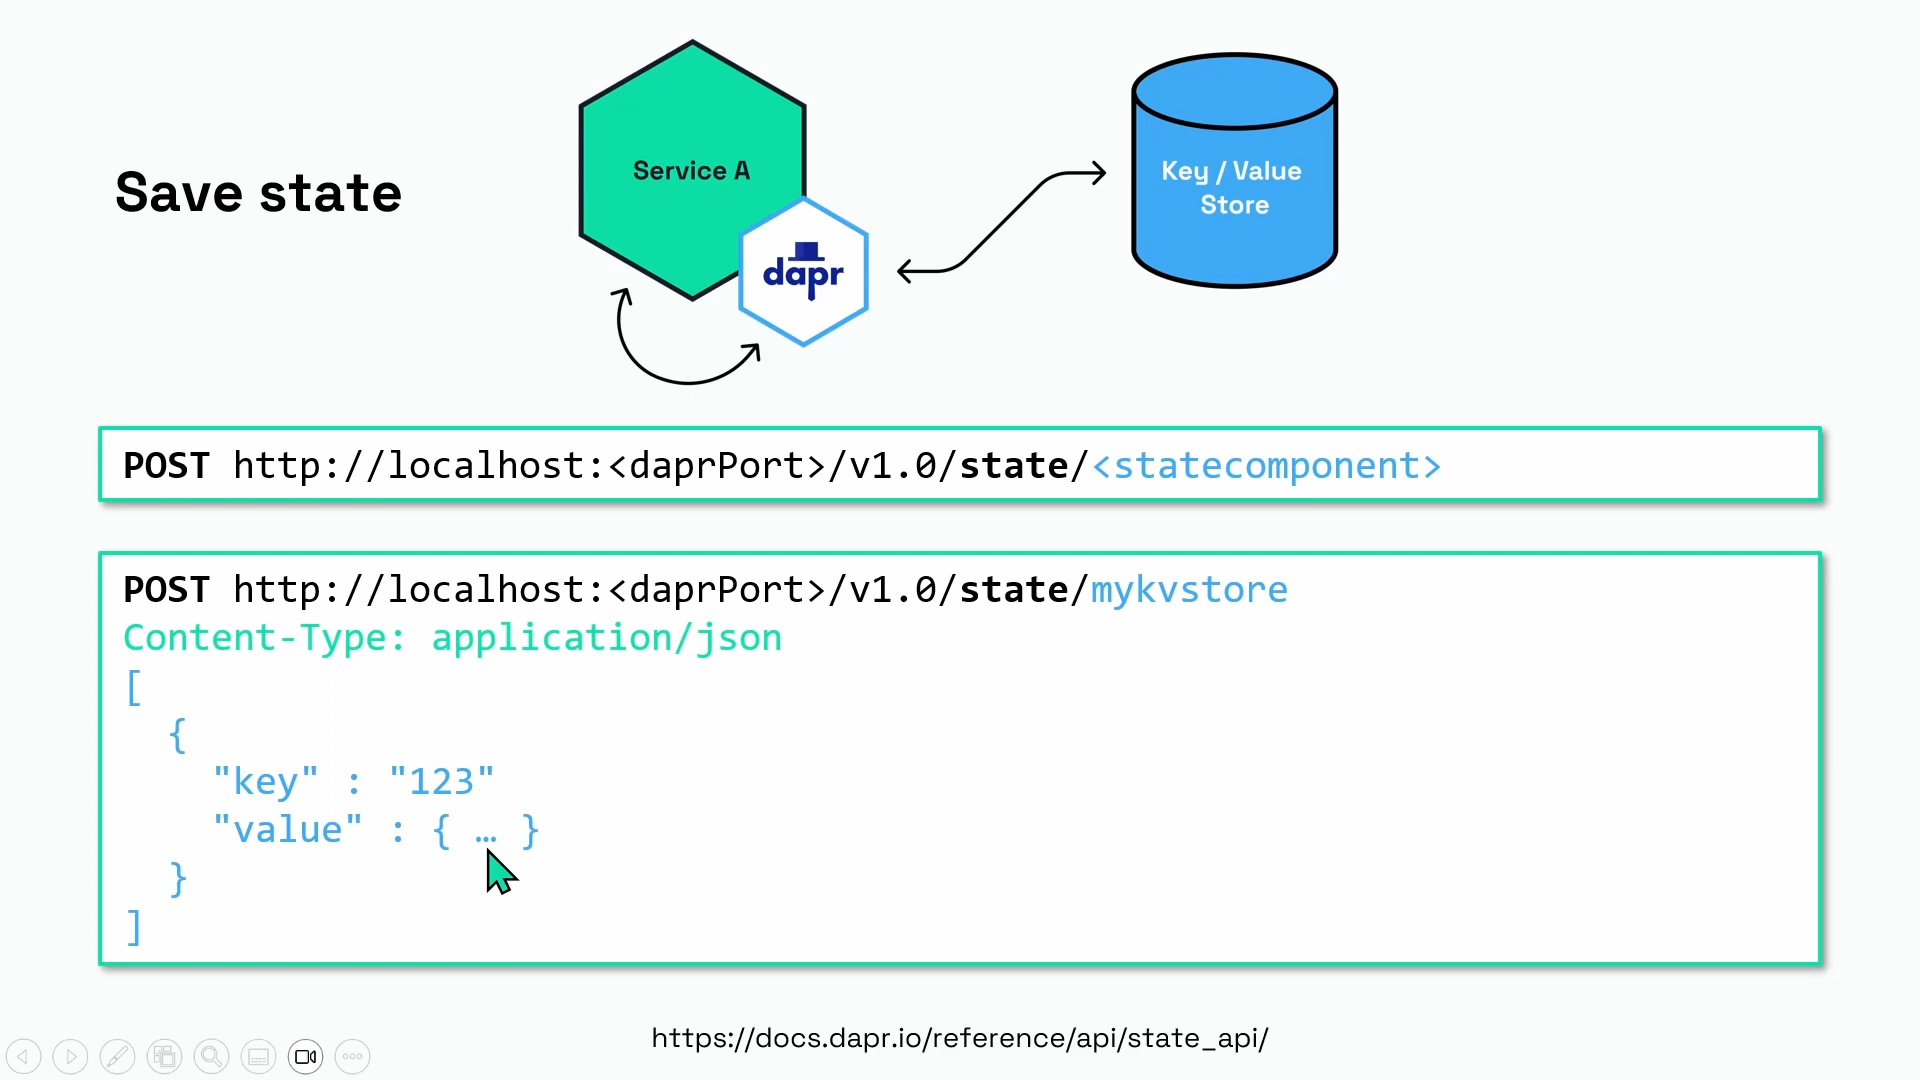 Save state
Service A
dapr
Key / Value
Store
POST http://localhost:<daprPort>/v1.0/state/<statecomponent>
POST http://localhost:<daprPort>/v1.0/state/mykvstore
Content-Type: application/json
[
  {
    "key" : "123"
    "value" : { … }
  }
]
https://docs.dapr.io/reference/api/state_api/